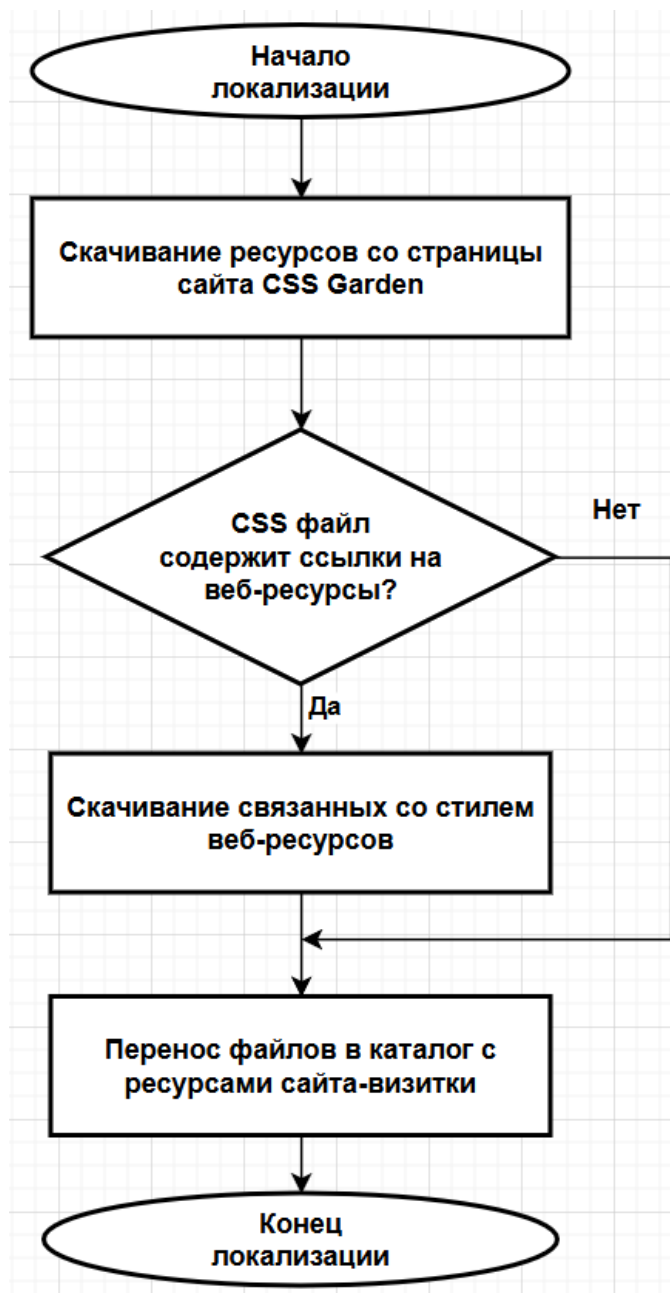 Начало
локализации
Скачивание ресурсов со страницы
сайта CSS Garden
CSS файл
содержит ссылки на
веб-ресурсы?
Нет
Да
Скачивание связанных со стилем
веб-ресурсов
Перенос файлов в каталог с
ресурсами сайта-визитки
Конец
локализации